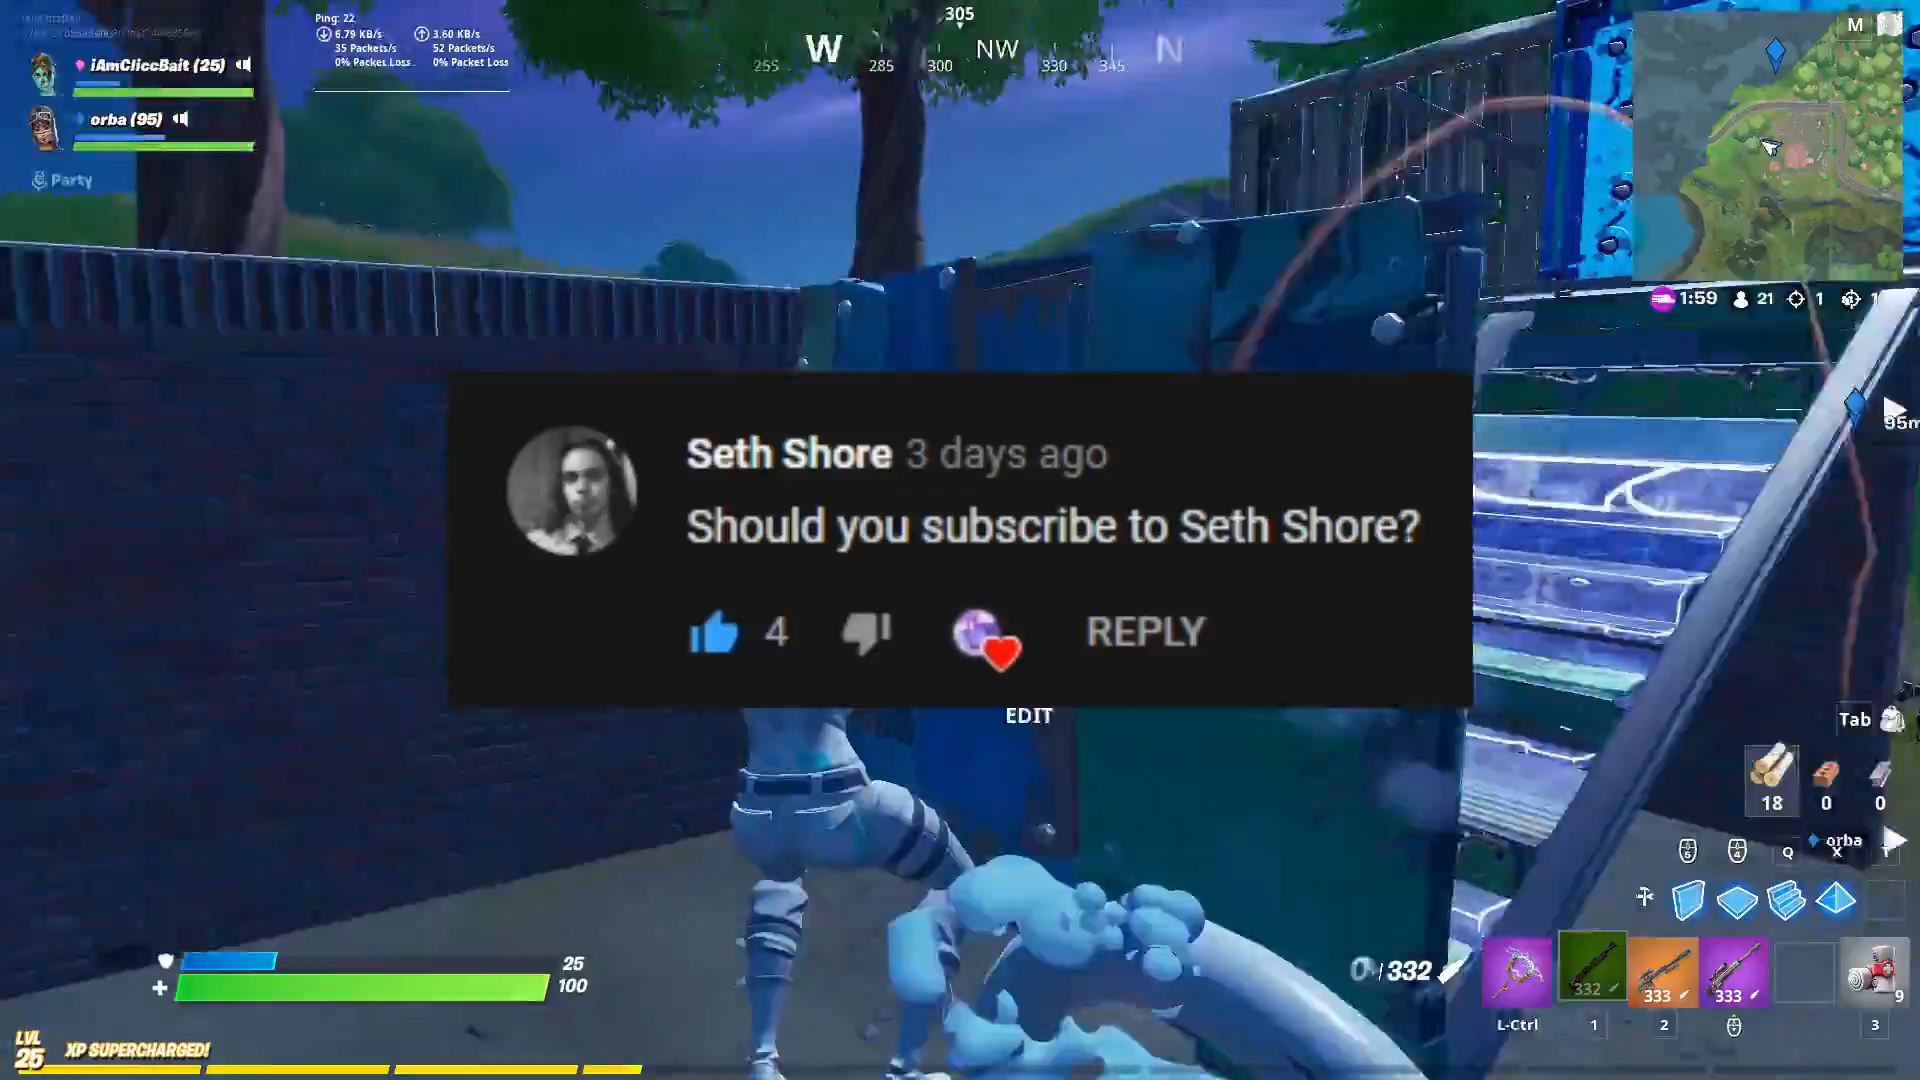 Ping: 22
6.79 KB/s
3.60 KB/s
35 Packets/s
52 Packets/s
0% Packet Loss
0% Packet Loss
iAmCliccBait (25)
orba (95)
Party
305
W
NW
N
255
285
300
330
345
M
1:59
21
1
1
95m
Seth Shore 3 days ago
Should you subscribe to Seth Shore?
4
REPLY
EDIT
Tab
18
0
0
orba
5
4
Q
X
T
25
100
332
332
333
333
9
L-Ctrl
1
2
3
LVL
25
XP SUPERCHARGED!